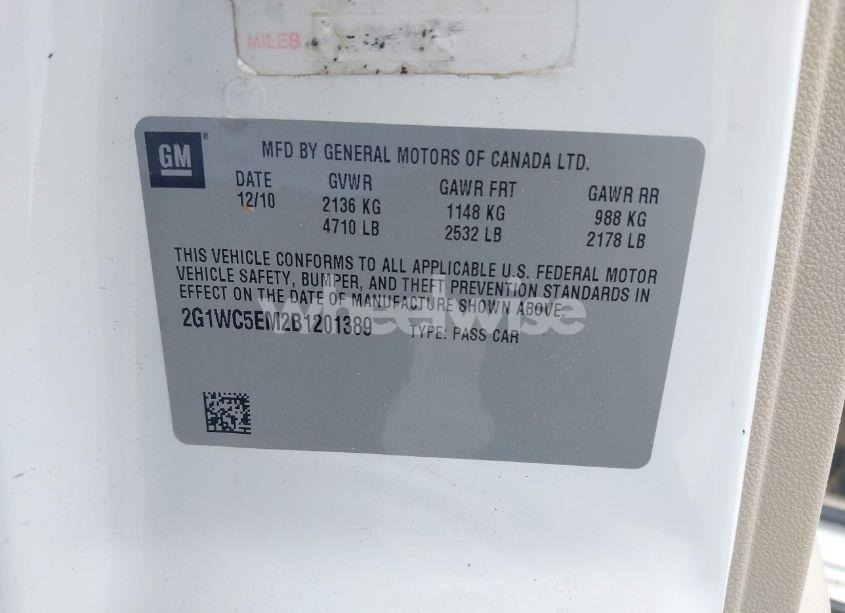 MILES
GM
MFD BY GENERAL MOTORS OF CANADA LTD.
DATE GVWR GAWR FRT GAWR RR
12/10 2136 KG 1148 KG 988 KG
4710 LB 2532 LB 2178 LB
THIS VEHICLE CONFORMS TO ALL APPLICABLE U.S. FEDERAL MOTOR
VEHICLE SAFETY, BUMPER, AND THEFT PREVENTION STANDARDS IN
EFFECT ON THE DATE OF MANUFACTURE SHOWN ABOVE.
2G1WC5EM2B1201389 TYPE: PASS CAR
wheelwise